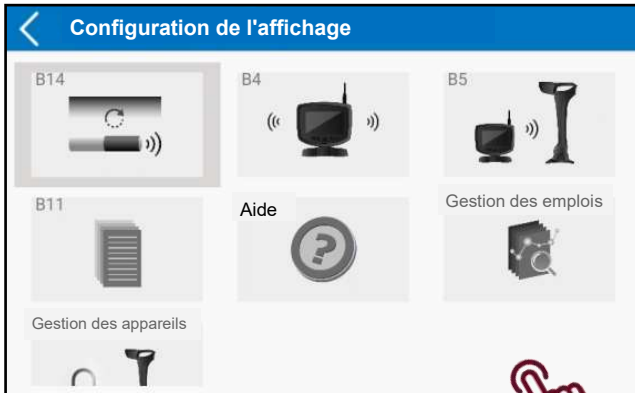 Configuration de l'affichage
B14
B4
B5
B11
Aide
Gestion des emplois
Gestion des appareils